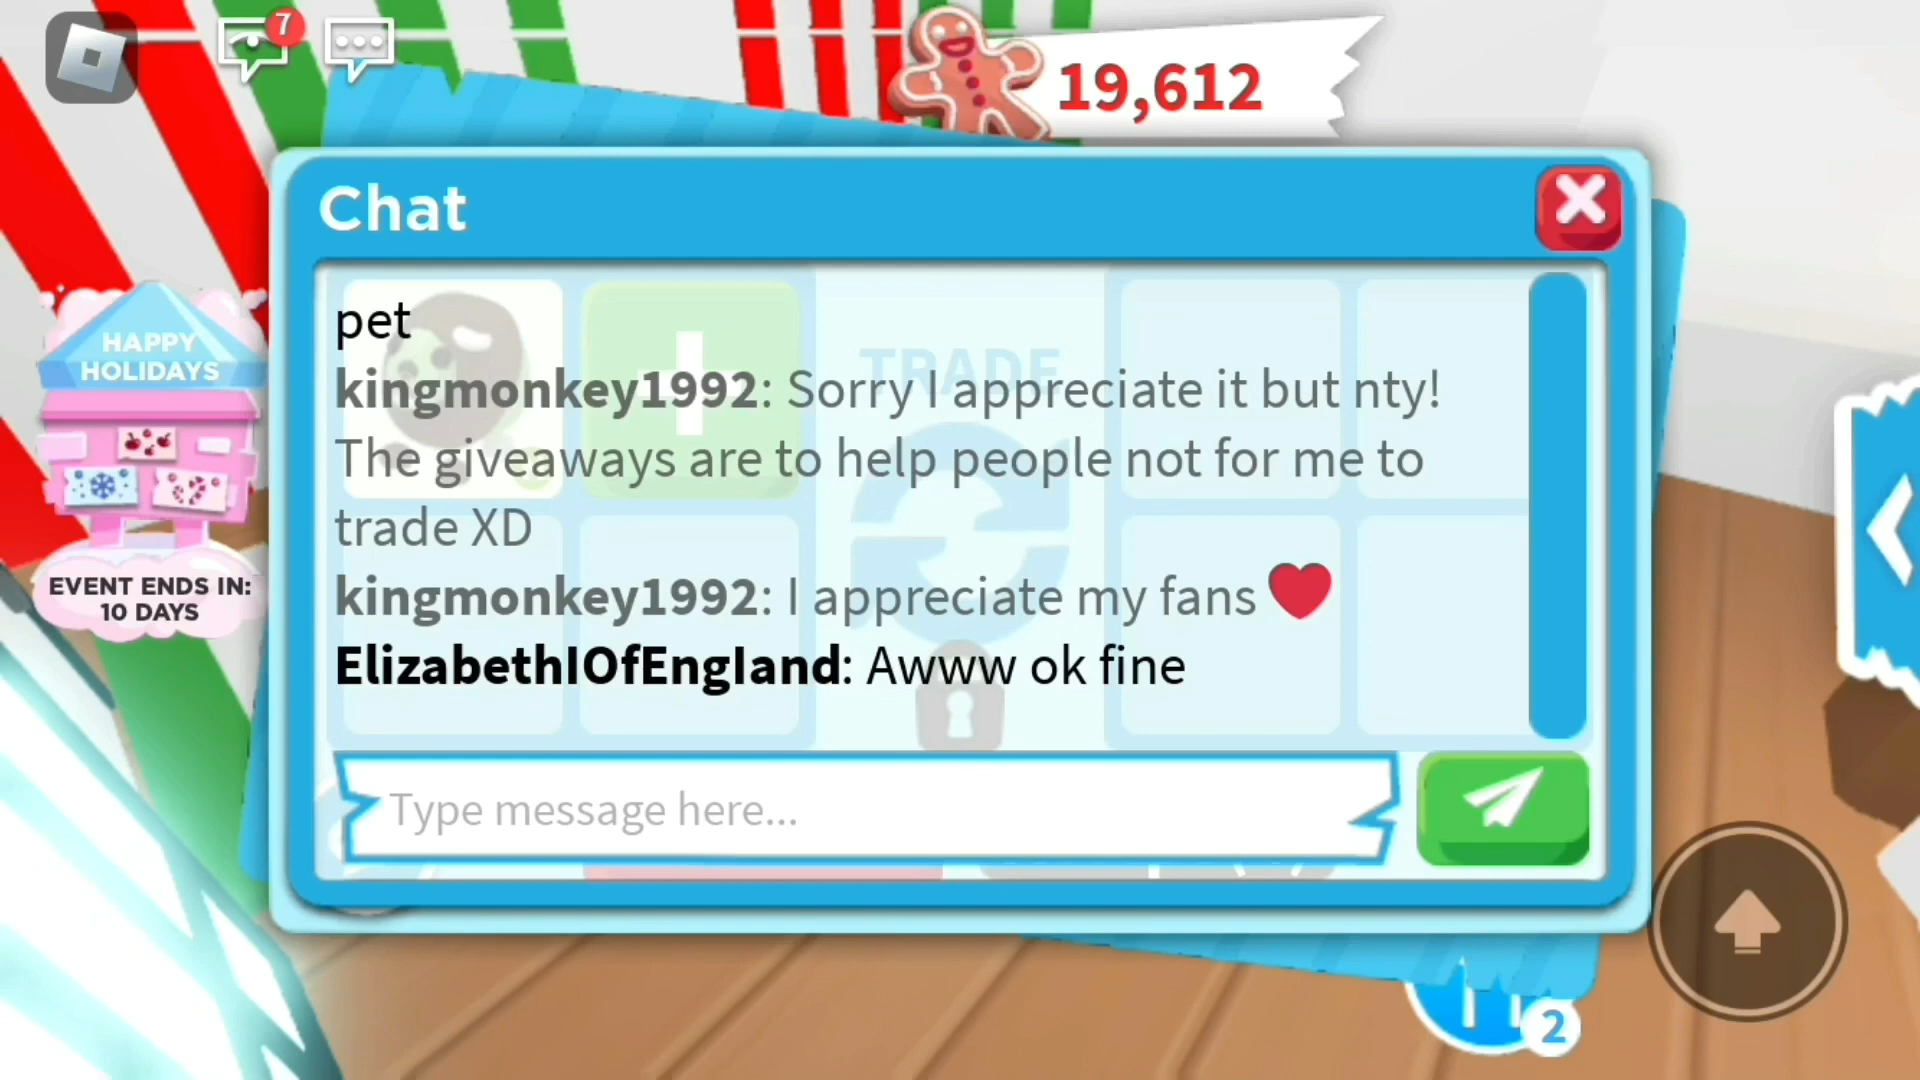 7
19,612
Chat
HAPPY
HOLIDAYS
EVENT ENDS IN:
10 DAYS
TRADE
pet
kingmonkey1992: Sorry I appreciate it but nty!
The giveaways are to help people not for me to
trade XD
kingmonkey1992: I appreciate my fans ❤️
ElizabethIOfEngland: Awww ok fine
Type message here...
2